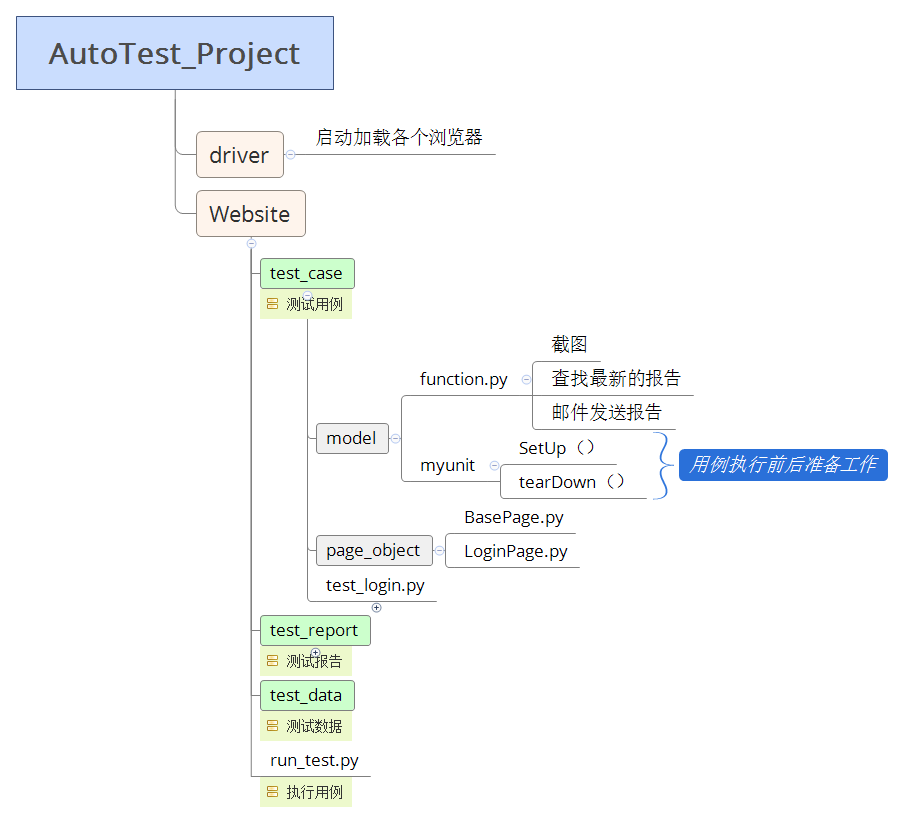 AutoTest_Project
driver
启动加载各个浏览器
Website
test_case
测试用例
截图
function.py
查找最新的报告
邮件发送报告
model
SetUp（）
myunit
用例执行前后准备工作
tearDown（）
BasePage.py
page_object
LoginPage.py
test_login.py
test_report
测试报告
test_data
测试数据
run_test.py
执行用例